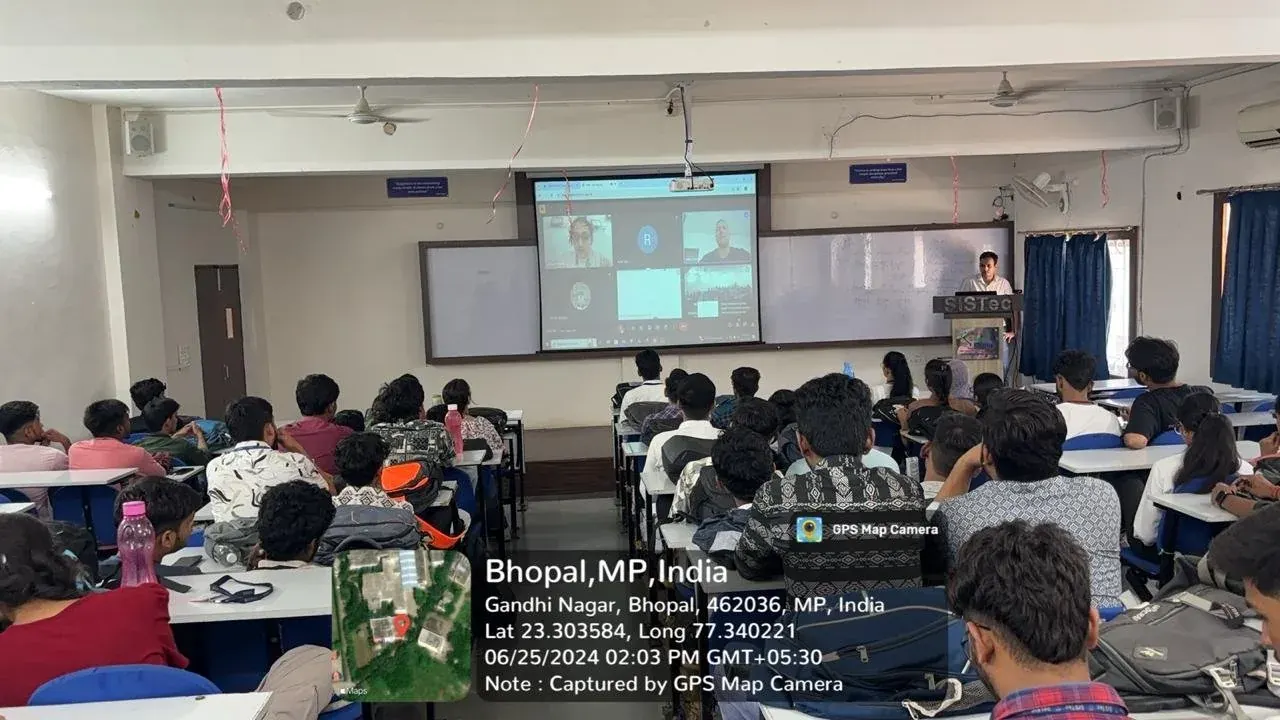 R
SISTec
GPS Map Camera
Bhopal,MP,India
Gandhi Nagar, Bhopal, 462036, MP, India
Lat 23.303584, Long 77.340221
06/25/2024 02:03 PM GMT+05:30
Note : Captured by GPS Map Camera
Maps